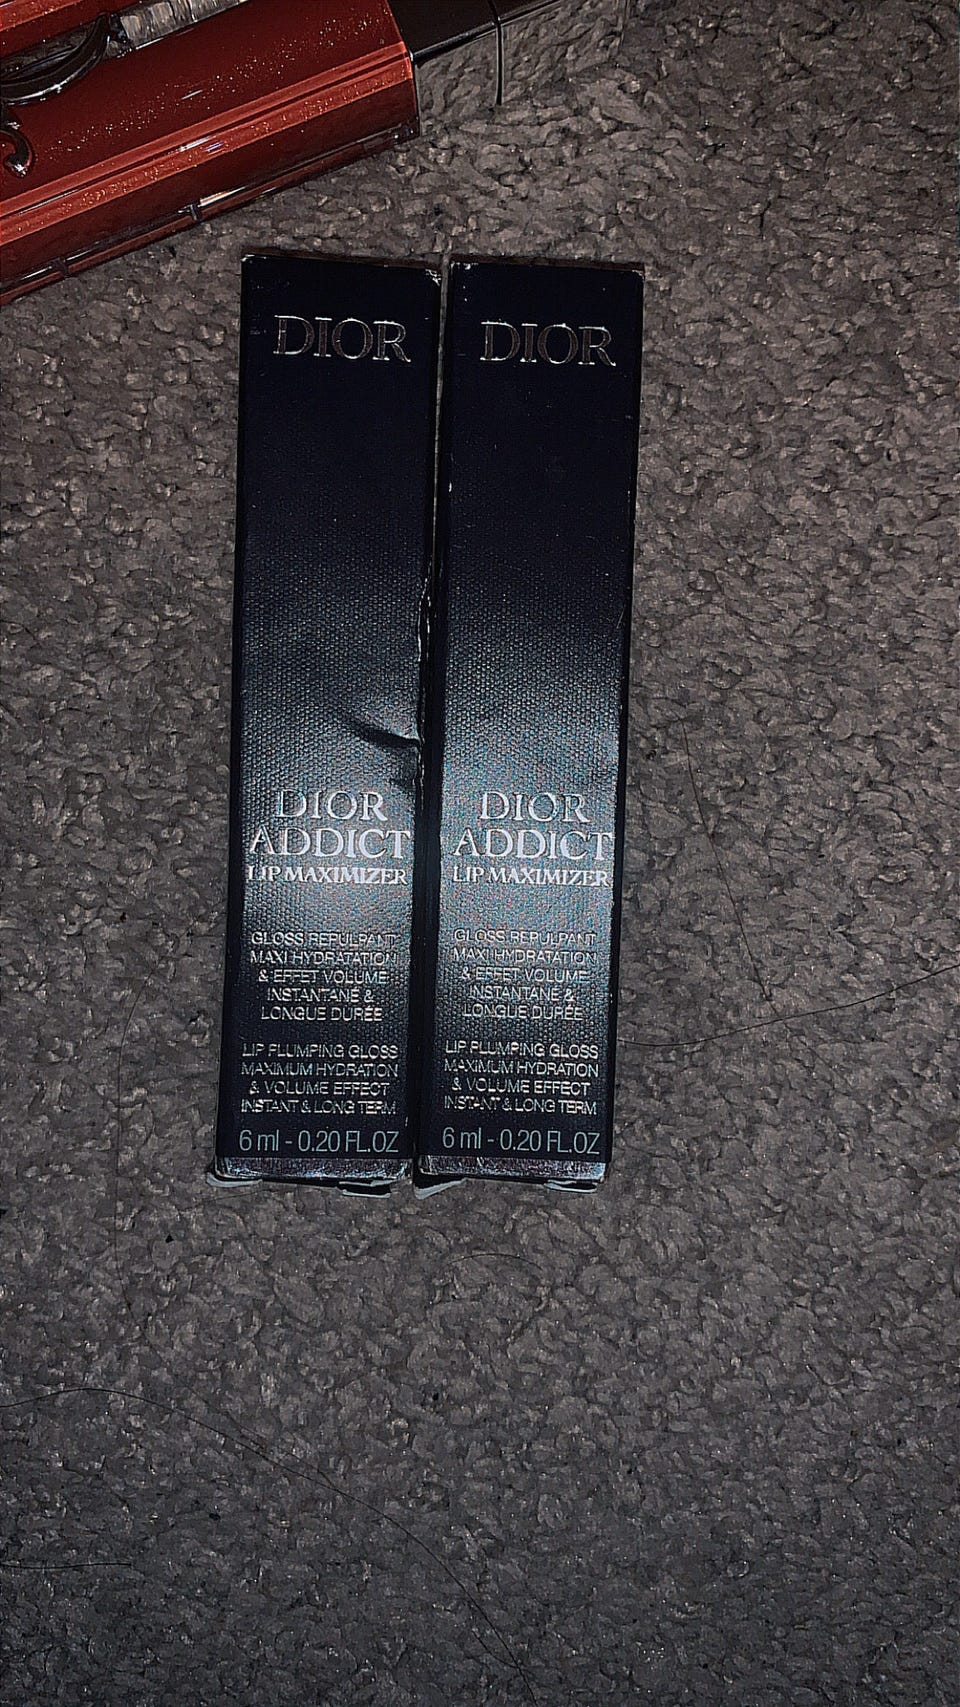 DIOR
DIOR
ADDICT
LIP MAXIMIZER
GLOSS REPULPANT
MAXI HYDRATATION
& EFFET VOLUME
INSTANTANÉ &
LONGUE DURÉE
LIP PLUMPING GLOSS
MAXIMUM HYDRATION
& VOLUME EFFECT
INSTANT & LONG TERM
6 ml - 0.20 FL.OZ
DIOR
DIOR
ADDICT
LIP MAXIMIZER
GLOSS REPULPANT
MAXI HYDRATATION
& EFFET VOLUME
INSTANTANÉ &
LONGUE DURÉE
LIP PLUMPING GLOSS
MAXIMUM HYDRATION
& VOLUME EFFECT
INSTANT & LONG TERM
6 ml - 0.20 FL.OZ